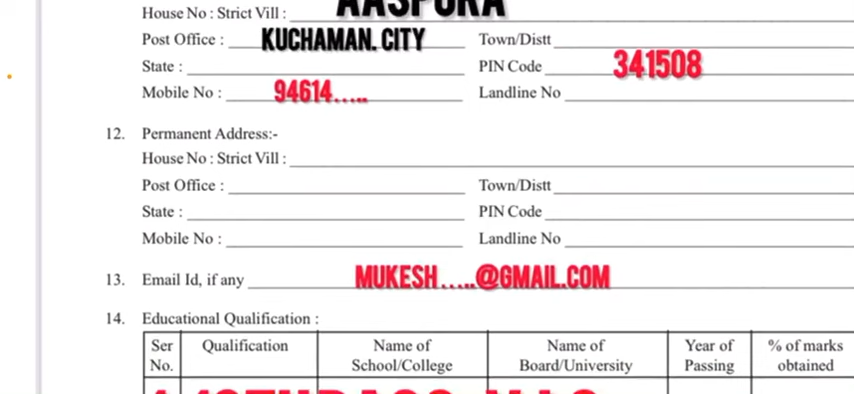 House No : Strict Vill : AASPURA
Post Office : KUCHAMAN. CITY Town/Distt
State : PIN Code 341508
Mobile No : 94614..... Landline No
12. Permanent Address:-
House No : Strict Vill :
Post Office : Town/Distt
State : PIN Code
Mobile No : Landline No
13. Email Id, if any MUKESH.....@GMAIL.COM
14. Educational Qualification :
Ser No. Qualification Name of School/College Name of Board/University Year of Passing % of marks obtained